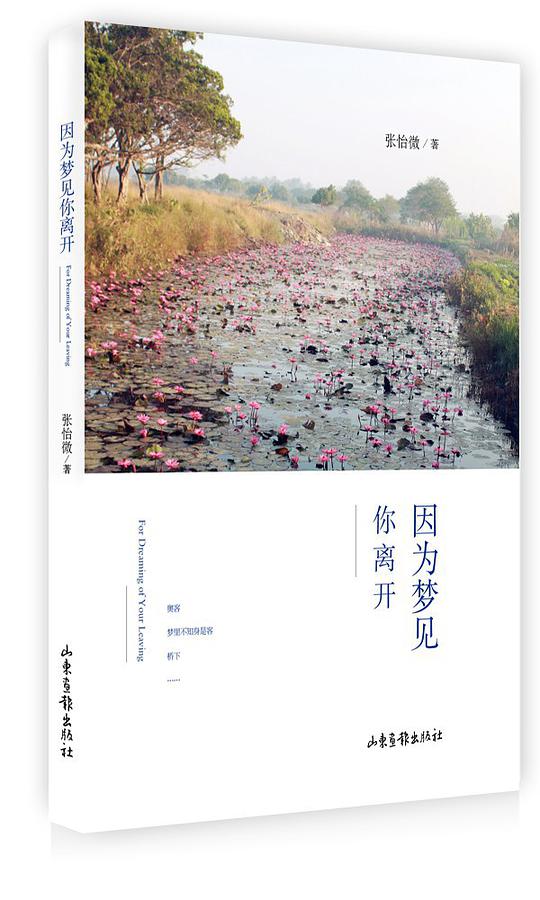 因为梦见你离开
For Dreaming of Your Leaving
张怡微/著
山东画报出版社
张怡微/著
因为梦见
你离开
For Dreaming of Your Leaving
奥客
梦里不知身是客
桥下
……
山东画报出版社